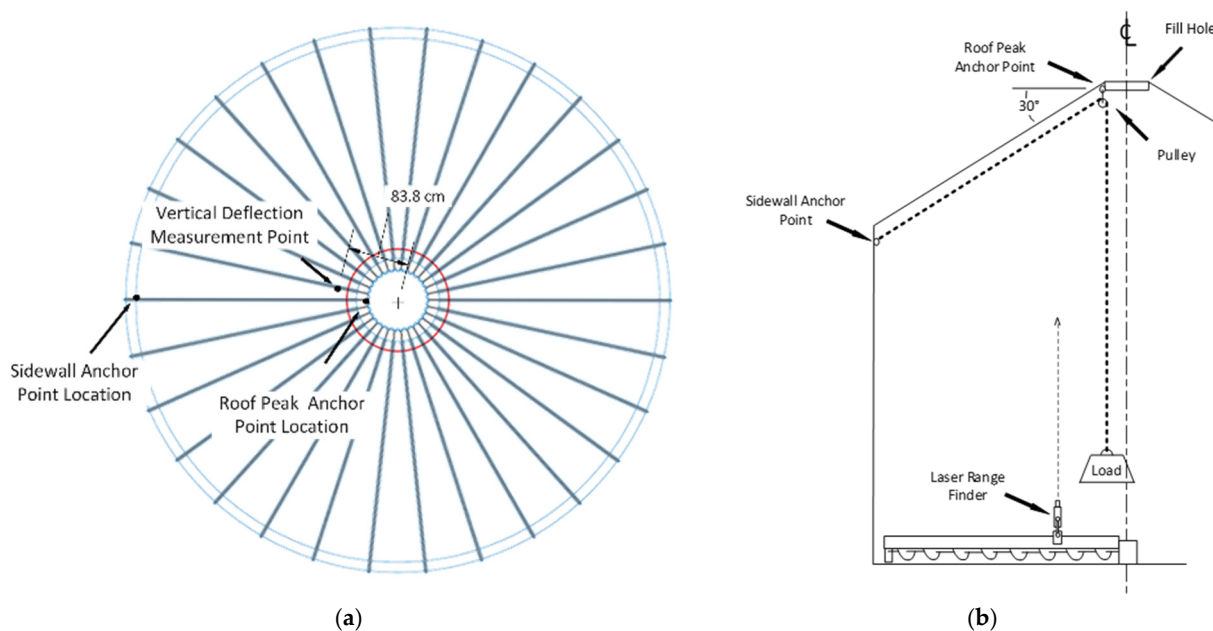 83.8 cm
Vertical Deflection
Measurement Point
Sidewall Anchor
Point Location
Roof Peak Anchor
Point Location
(a)
℄
Fill Hole
Roof Peak
Anchor Point
30°
Pulley
Sidewall Anchor
Point
Load
Laser Range
Finder
(b)